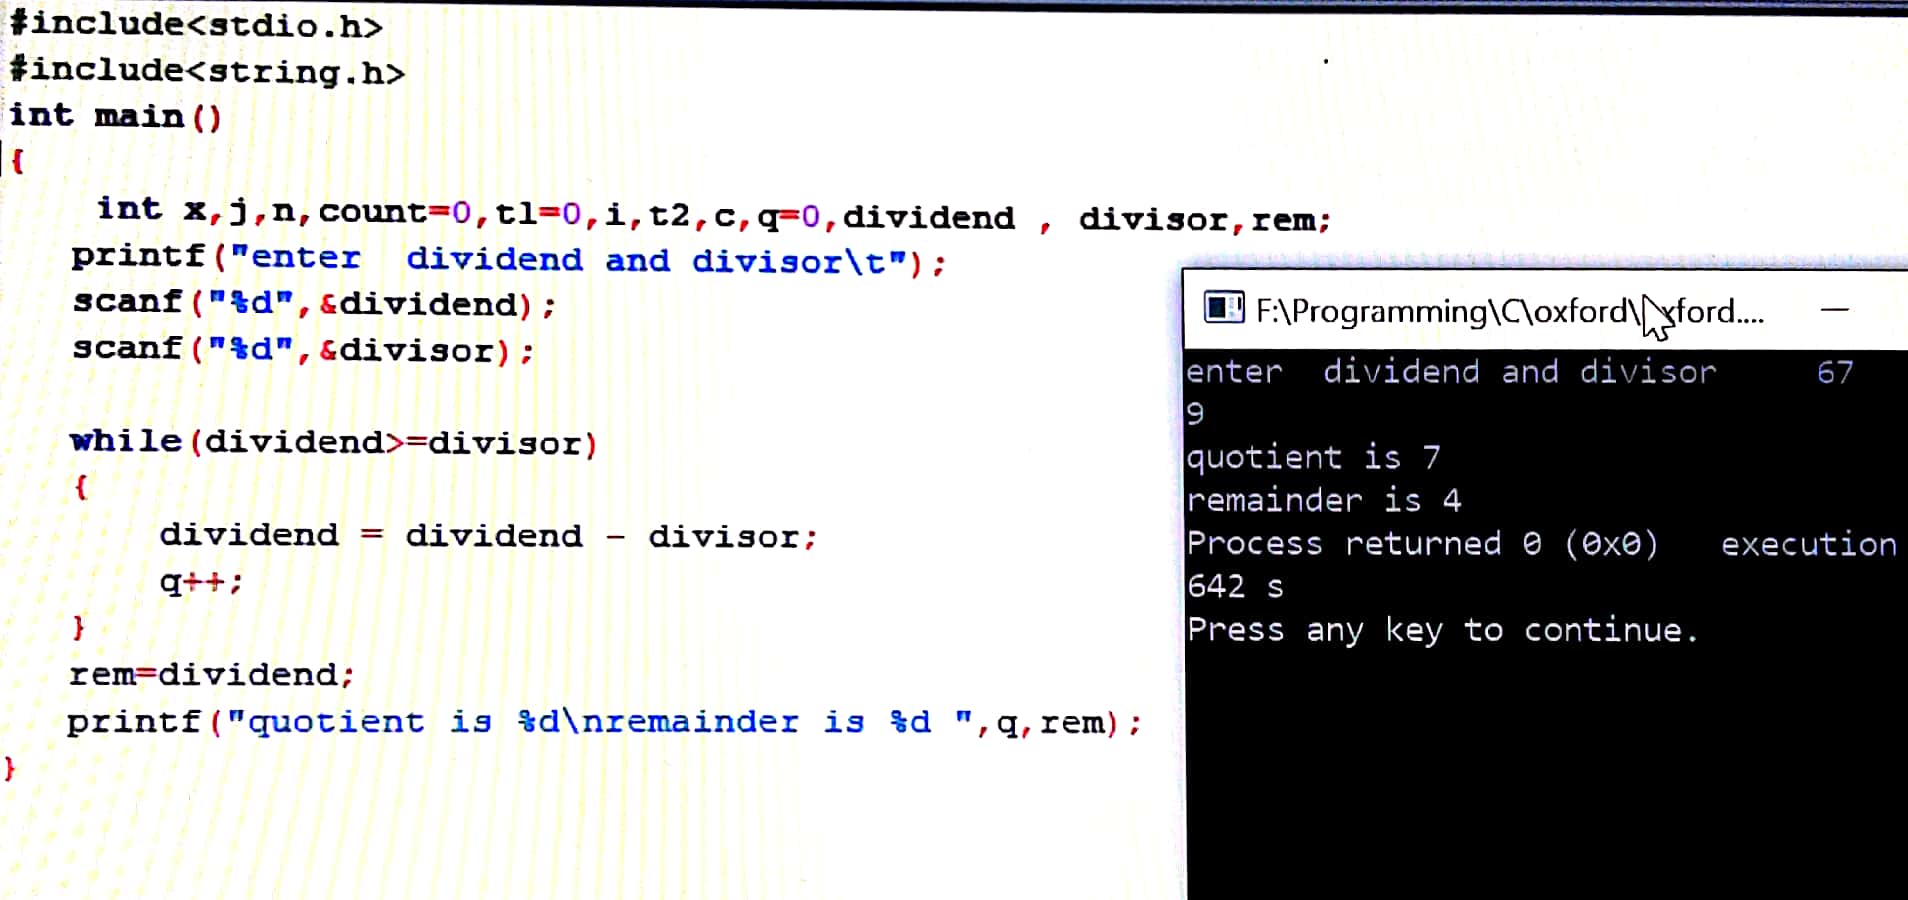 #include<stdio.h>
#include<string.h>
int main()
{
int x,j,n,count=0,t1=0,i,t2,c,q=0,dividend , divisor,rem;
printf("enter  dividend and divisor\t");
scanf("%d",&dividend);
scanf("%d",&divisor);
while(dividend>=divisor)
{
dividend = dividend - divisor;
q++;
}
rem=dividend;
printf("quotient is %d\nremainder is %d ",q,rem);
}
F:\Programming\C\oxford\oxford....
enter  dividend and divisor 67
9
quotient is 7
remainder is 4
Process returned 0 (0x0) execution
642 s
Press any key to continue.